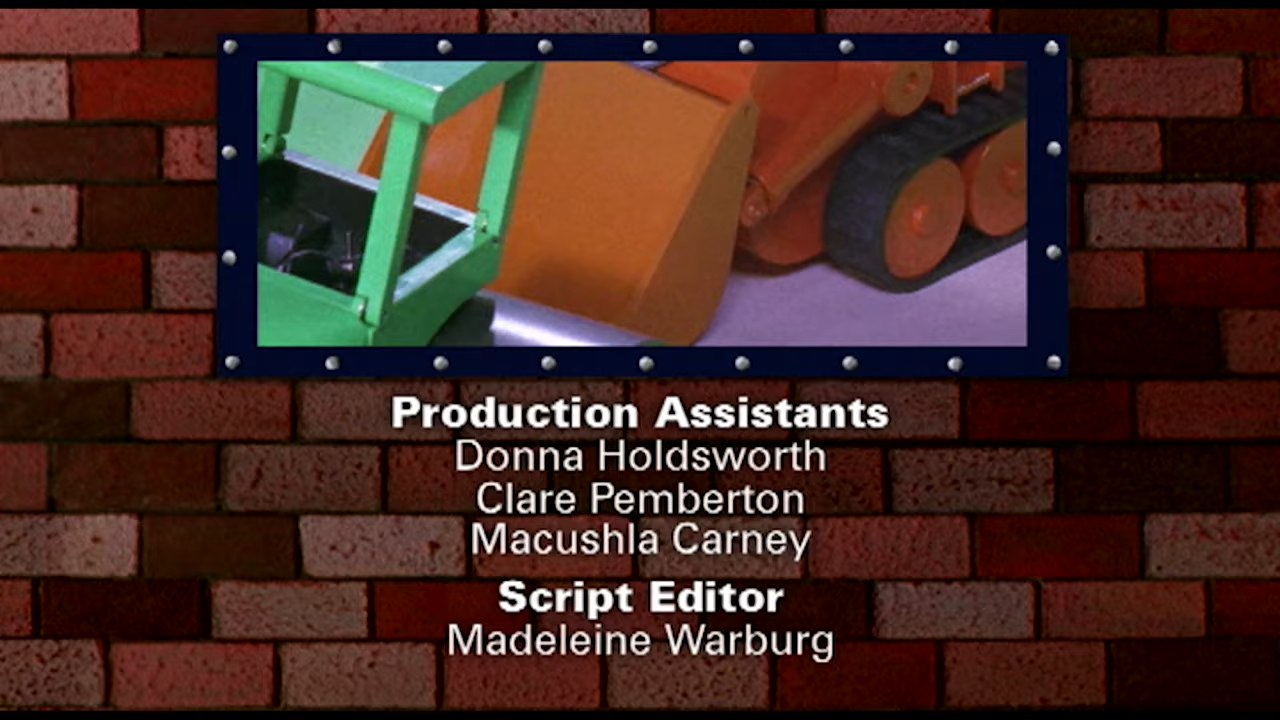 Production Assistants
Donna Holdsworth
Clare Pemberton
Macushla Carney
Script Editor
Madeleine Warburg